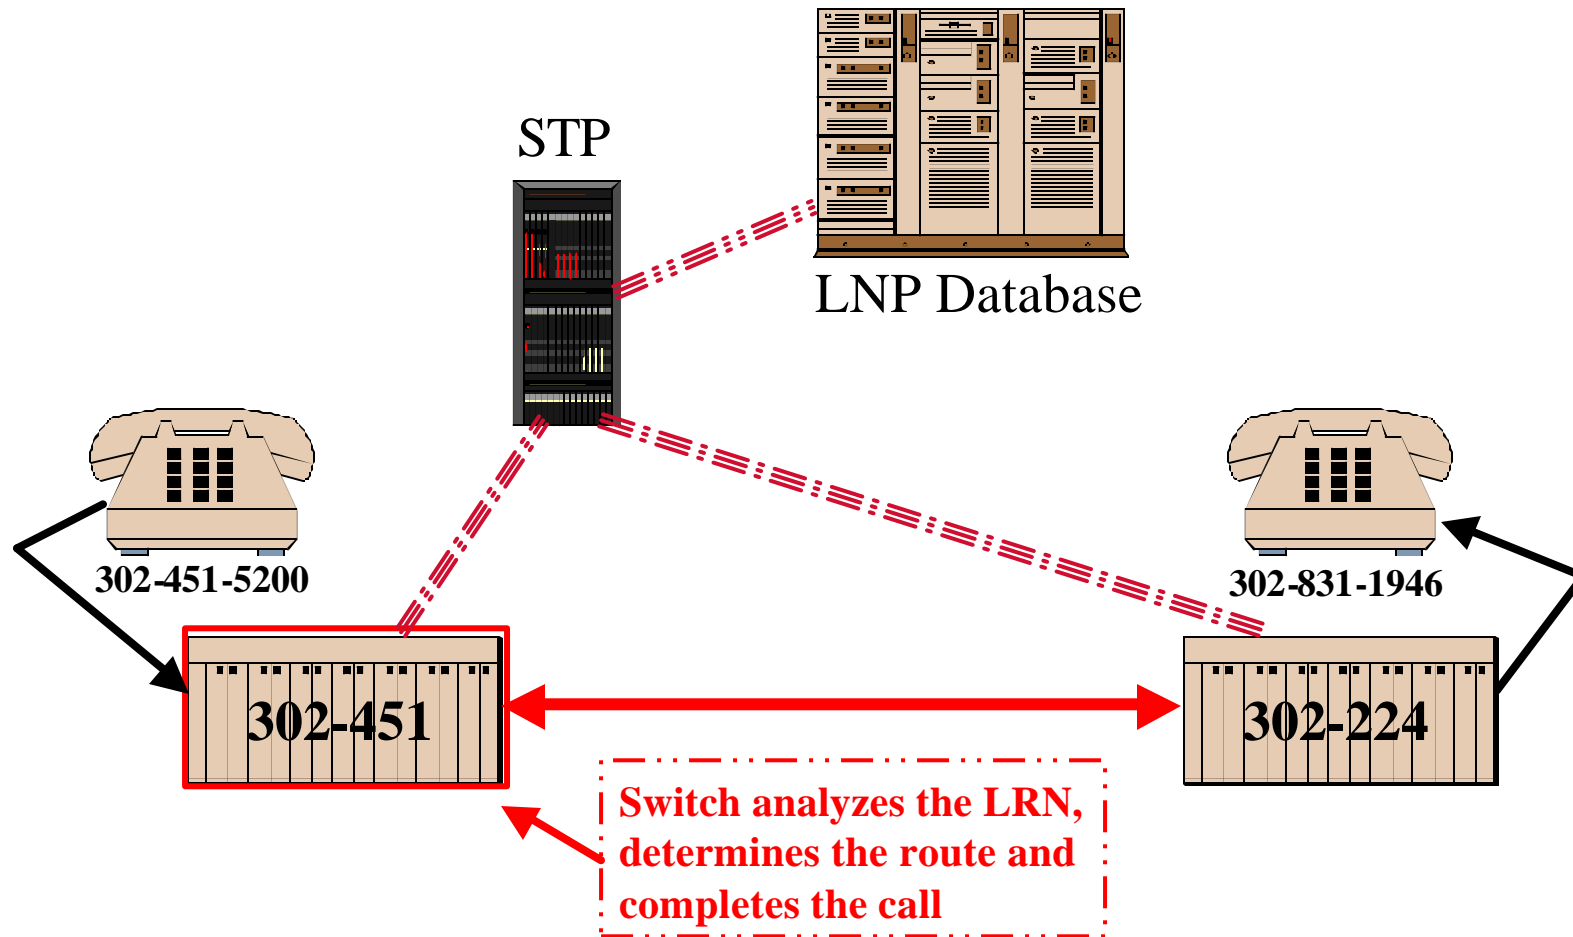 STP
LNP Database
302-451-5200
302-831-1946
302-451
302-224
Switch analyzes the LRN,
determines the route and
completes the call